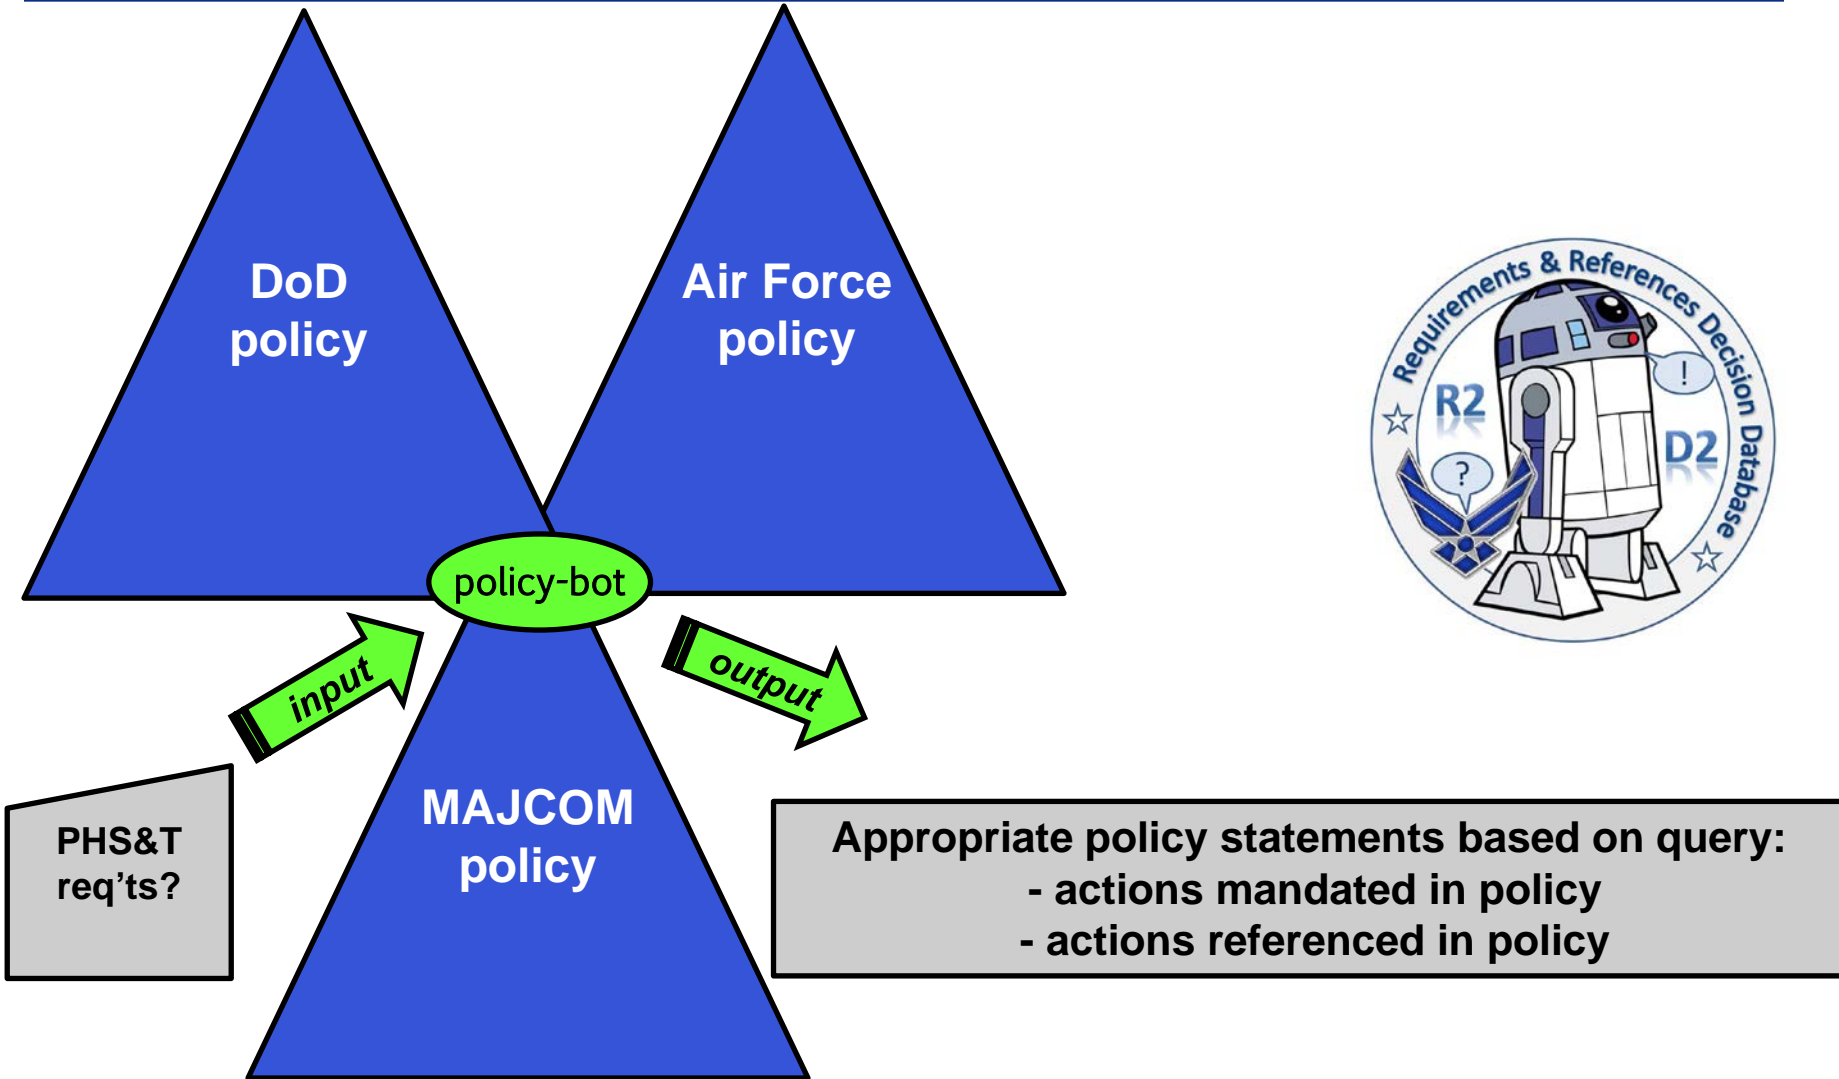 DoD
policy
Air Force
policy
Requirements & References Decision Database
R2
D2
!
?
policy-bot
input
output
MAJCOM
policy
PHS&T
req'ts?
Appropriate policy statements based on query:
- actions mandated in policy
- actions referenced in policy